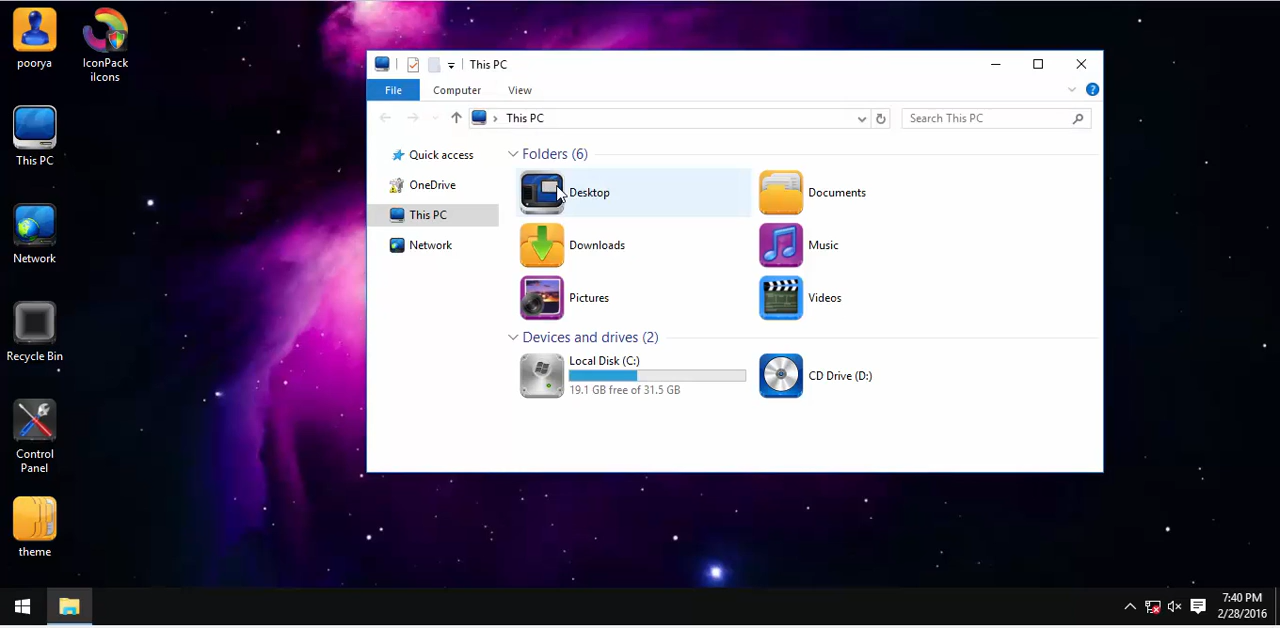 poorya
IconPack
iIcons
This PC
Network
Recycle Bin
Control
Panel
theme
This PC
File
Computer
View
?
This PC
Search This PC
Quick access
OneDrive
This PC
Network
Folders (6)
Desktop
Documents
Downloads
Music
Pictures
Videos
Devices and drives (2)
Local Disk (C:)
19.1 GB free of 31.5 GB
CD Drive (D:)
7:40 PM
2/28/2016